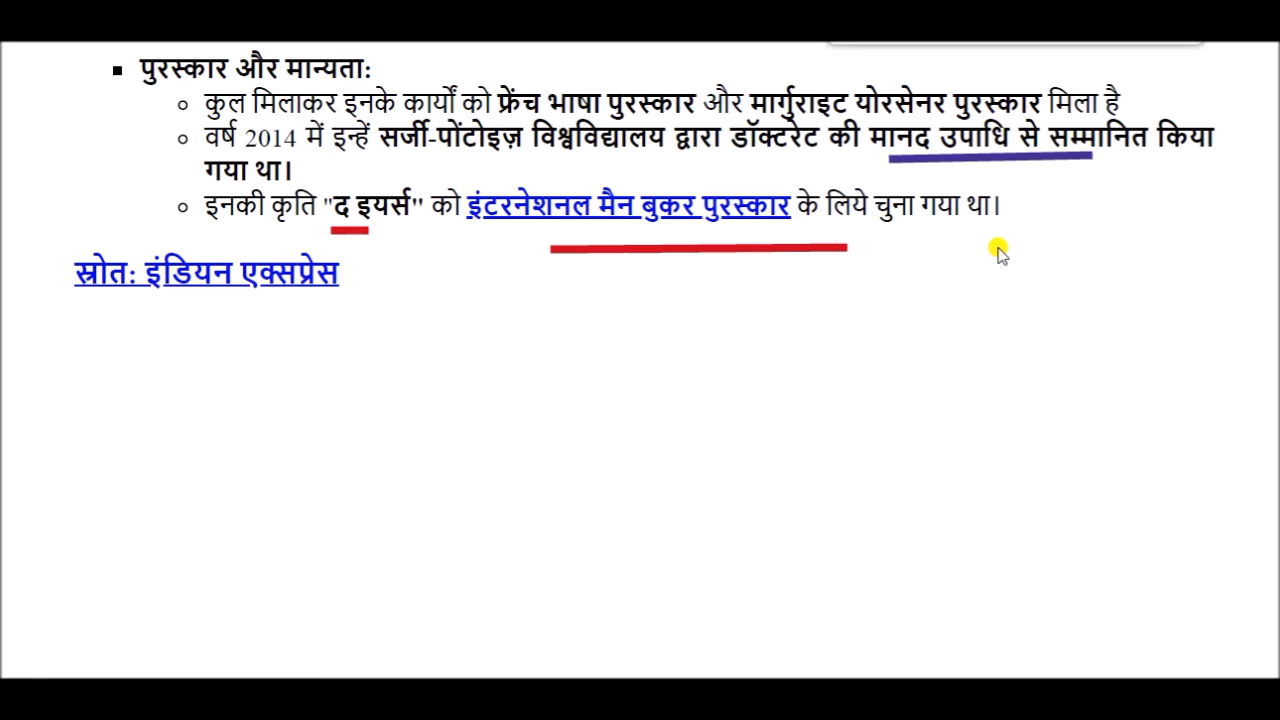 पुरस्कार और मान्यता:
कुल मिलाकर इनके कार्यों को फ्रेंच भाषा पुरस्कार और मार्गुराइट योरसेनर पुरस्कार मिला है
वर्ष 2014 में इन्हें सर्जी-पोंटोइज़ विश्वविद्यालय द्वारा डॉक्टरेट की मानद उपाधि से सम्मानित किया
गया था।
इनकी कृति "द इयर्स" को इंटरनेशनल मैन बुकर पुरस्कार के लिये चुना गया था।
स्रोत: इंडियन एक्सप्रेस